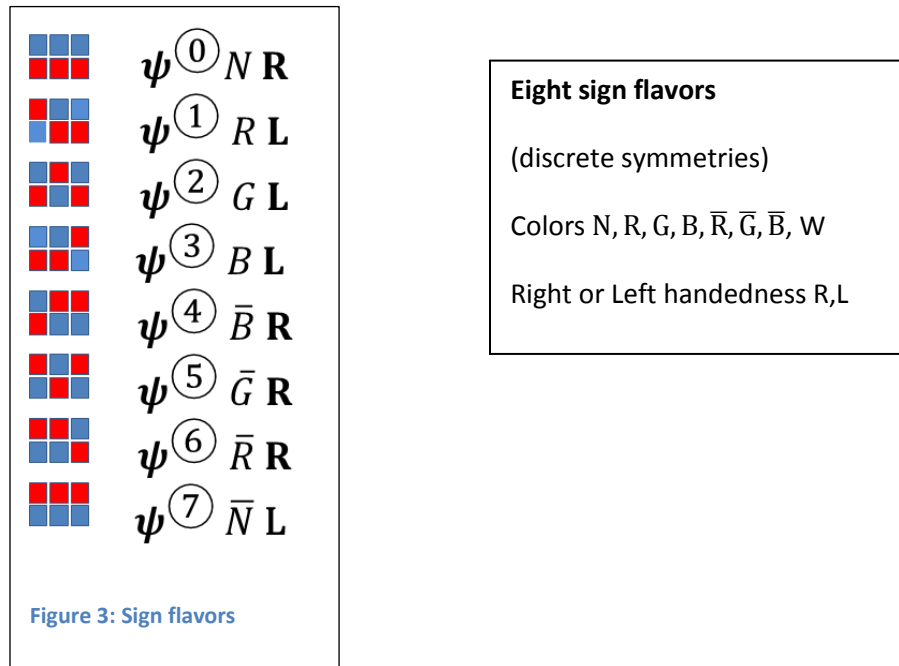 ψ⓪ N R
ψ① R L
ψ② G L
ψ③ B L
ψ④ B̅ R
ψ⑤ G̅ R
ψ⑥ R̅ R
ψ⑦ N̅ L
Figure 3: Sign flavors
Eight sign flavors
(discrete symmetries)
Colors N, R, G, B, R̅, G̅, B̅, W
Right or Left handedness R,L